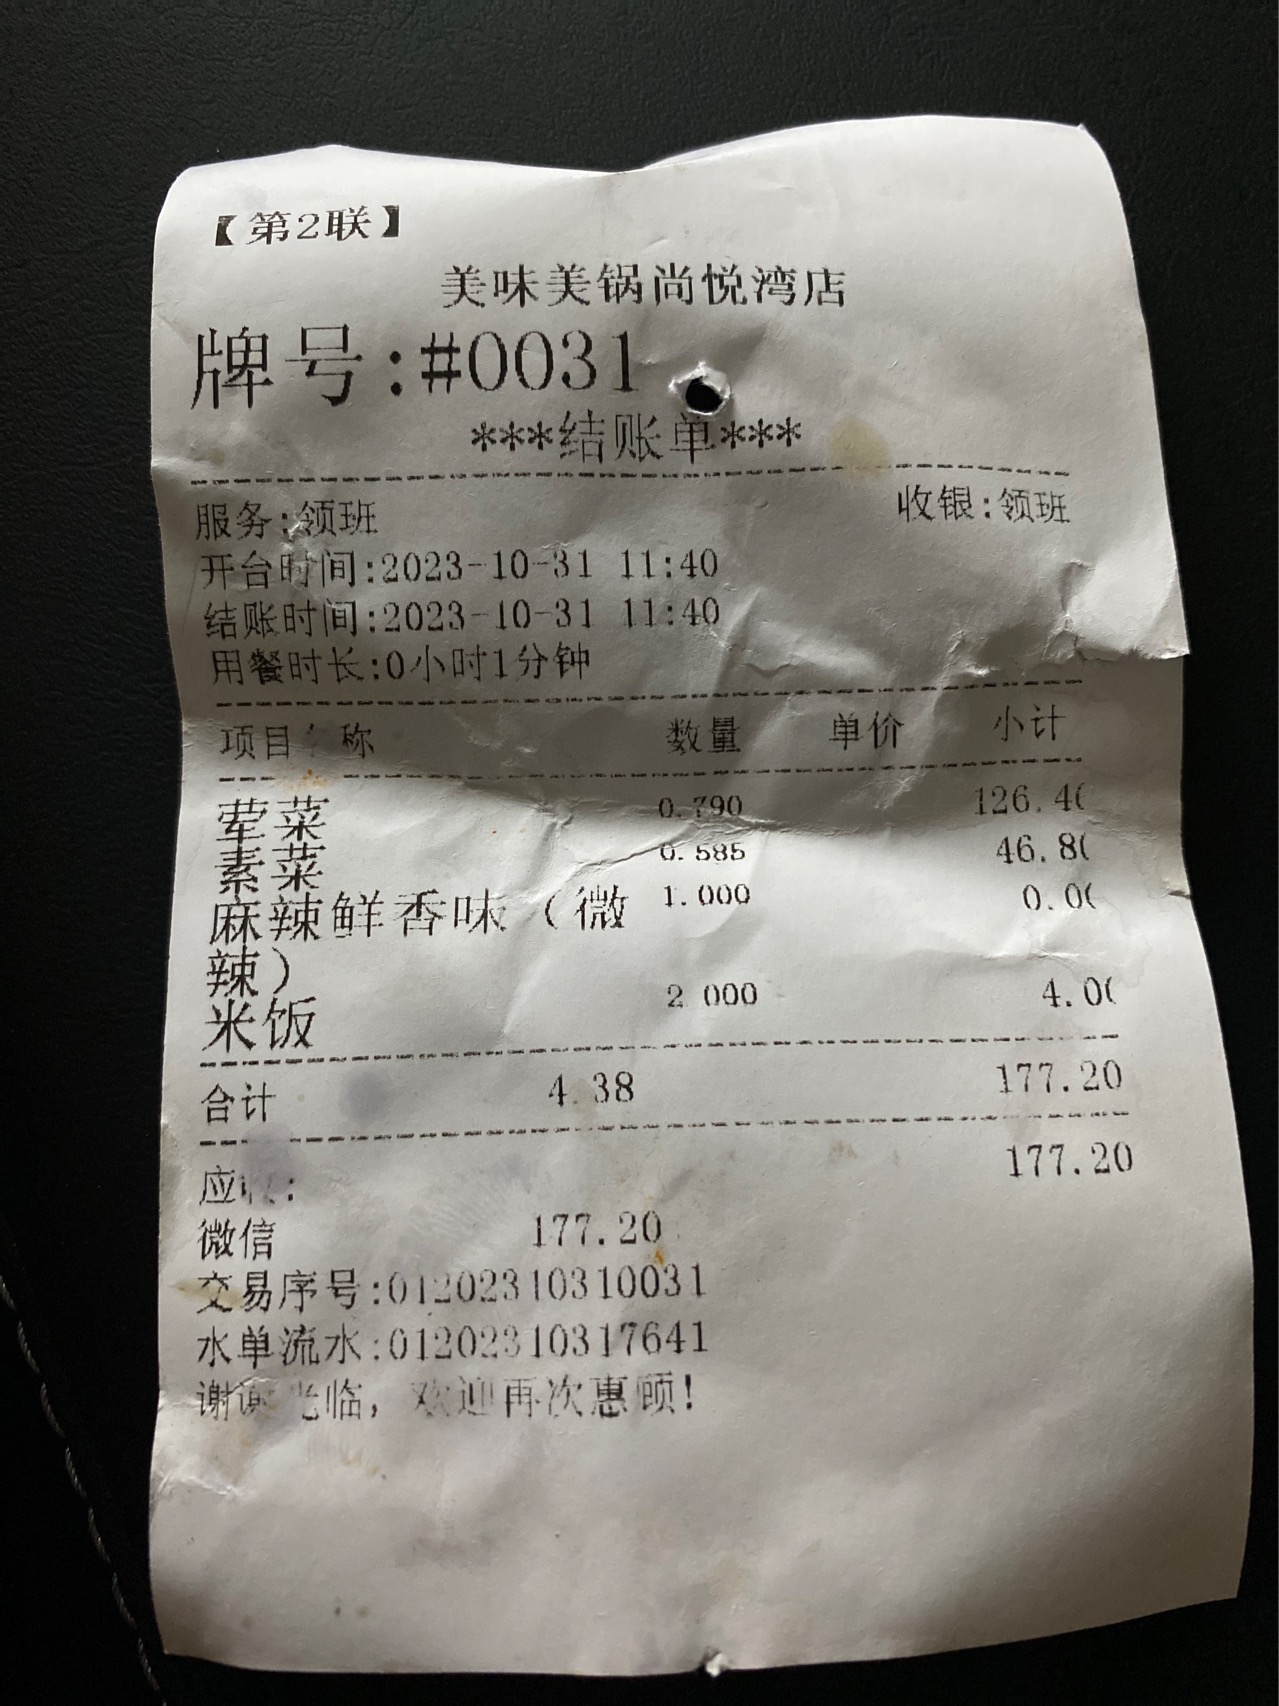 【第2联】
美味美锅尚悦湾店
牌号:#0031
***结账单***
服务:领班 收银:领班
开台时间:2023-10-31 11:40
结账时间:2023-10-31 11:40
用餐时长:0小时1分钟
项目 称 数量 单价 小计
荤菜 0.790 126.4
素菜 0.585 46.8
麻辣鲜香味（微 1.000 0.0
辣）
米饭 2.000 4.0
合计 4.38 177.20
应收: 177.20
微信 177.20
交易序号:01202310310031
水单流水:01202310317641
谢谢光临, 欢迎再次惠顾!